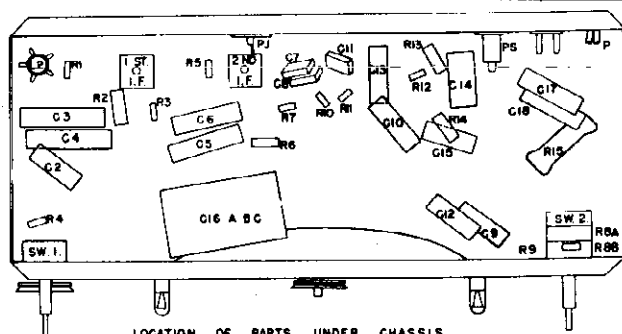 PJ
C11
R13
PS
P
R1
1 ST.
I.F.
R5
2 ND
I.F.
C7
C8
C13
R12
C14
C17
C18
R2
R3
C3
C6
R7
R10
R11
C10
R14
C4
C5
R6
C15
R15
C2
R4
C16 A BC
C12
C9
SW. 2.
R8A
SW. 1.
R9
R8B
LOCATION OF PARTS UNDER CHASSIS